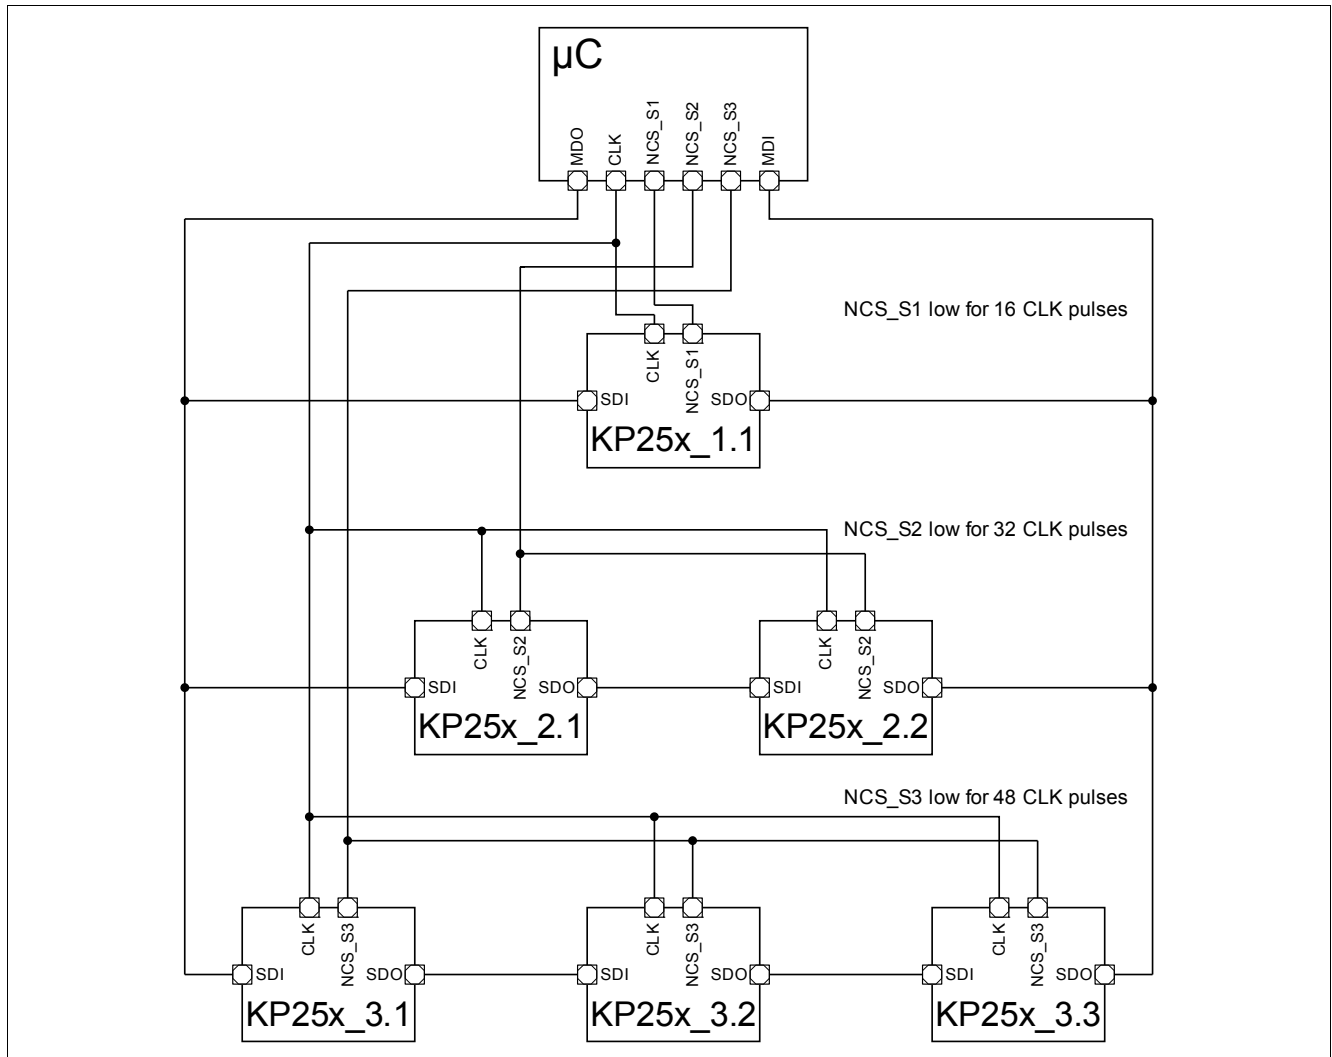 µC
MDO
CLK
NCS_S1
NCS_S2
NCS_S3
MDI
NCS_S1 low for 16 CLK pulses
CLK
NCS_S1
SDI
SDO
KP25x_1.1
NCS_S2 low for 32 CLK pulses
CLK
NCS_S2
SDI
SDO
KP25x_2.1
CLK
NCS_S2
SDI
SDO
KP25x_2.2
NCS_S3 low for 48 CLK pulses
CLK
NCS_S3
SDI
SDO
KP25x_3.1
CLK
NCS_S3
SDI
SDO
KP25x_3.2
CLK
NCS_S3
SDI
SDO
KP25x_3.3